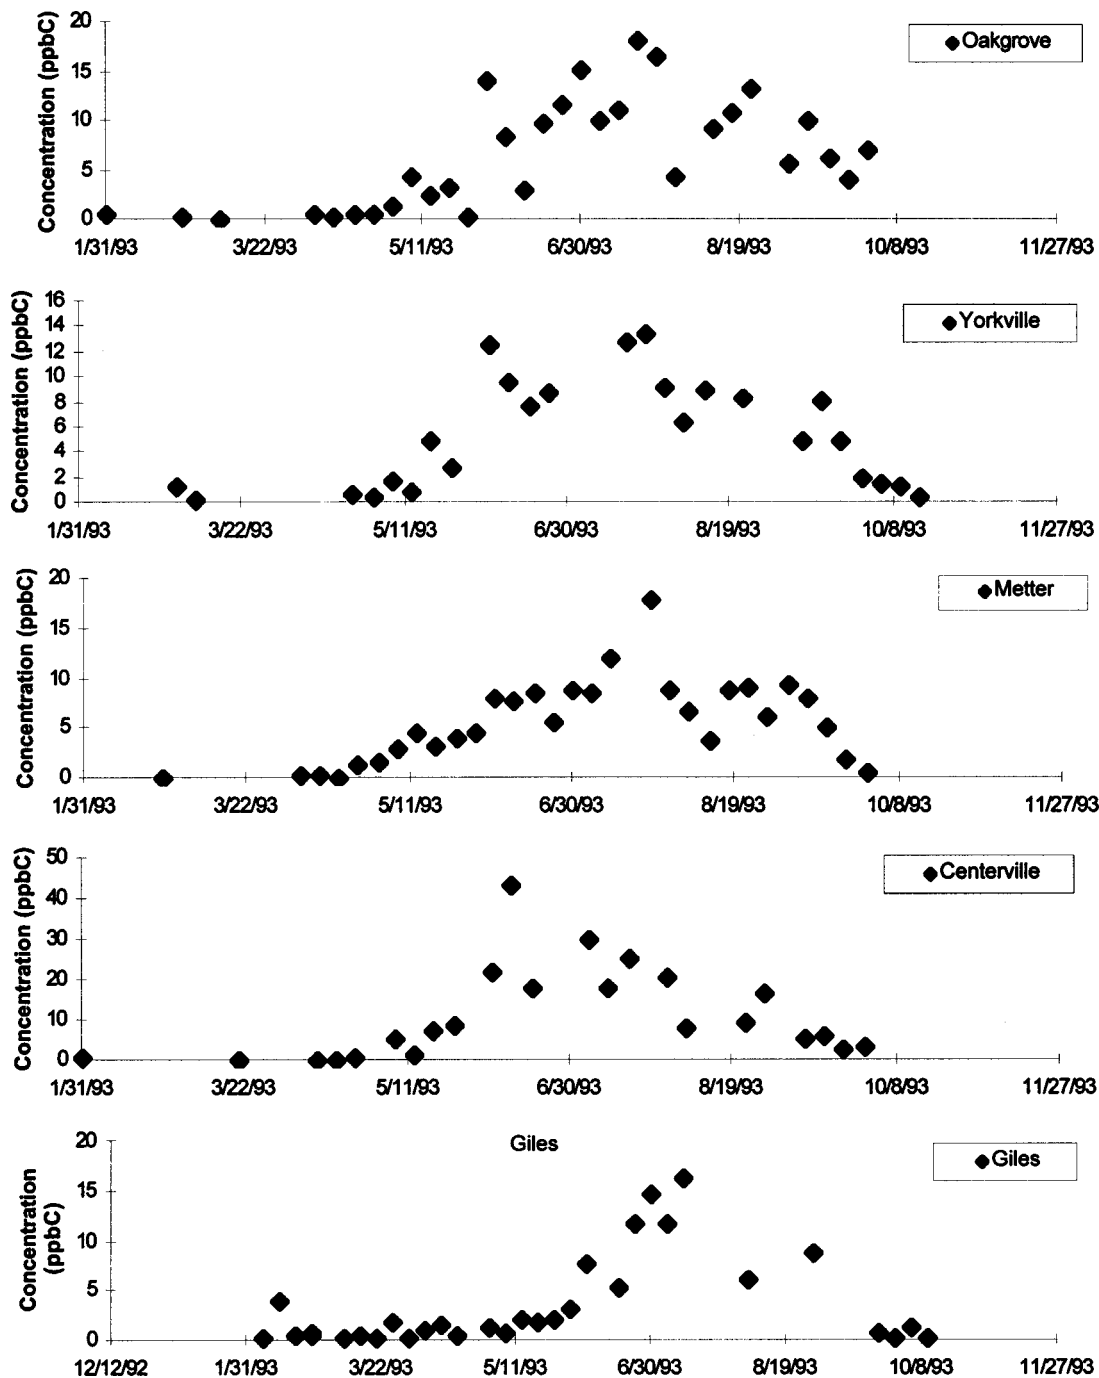 Concentration (ppbC)
20
15
10
5
0
Oakgrove
1/31/93 3/22/93 5/11/93 6/30/93 8/19/93 10/8/93 11/27/93
Concentration (ppbC)
16
14
12
10
8
6
4
2
0
Yorkville
1/31/93 3/22/93 5/11/93 6/30/93 8/19/93 10/8/93 11/27/93
Concentration (ppbC)
20
15
10
5
0
Metter
1/31/93 3/22/93 5/11/93 6/30/93 8/19/93 10/8/93 11/27/93
Concentration (ppbC)
50
40
30
20
10
0
Centerville
1/31/93 3/22/93 5/11/93 6/30/93 8/19/93 10/8/93 11/27/93
Giles
Concentration
(ppbC)
20
15
10
5
0
Giles
12/12/92 1/31/93 3/22/93 5/11/93 6/30/93 8/19/93 10/8/93 11/27/93